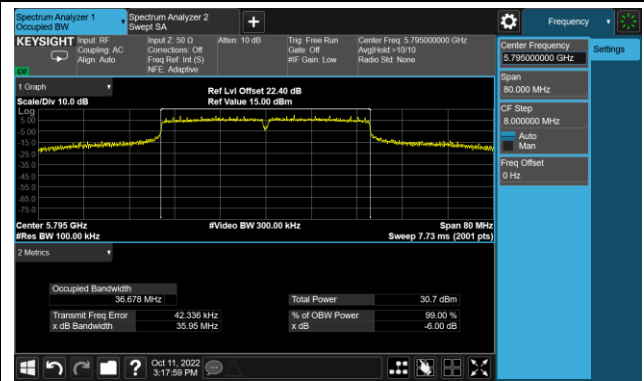 Spectrum Analyzer 1
Occupied BW
Spectrum Analyzer 2
Swept SA
+
Frequency
KEYSIGHT
Input: RF
Coupling: AC
Align: Auto
Input Z: 50 Ω
Corrections: Off
Freq Ref: Int (S)
NFE: Adaptive
Atten: 10 dB
Trig: Free Run
Gate: Off
#IF Gain: Low
Center Freq: 5.795000000 GHz
Avg|Hold:>10/10
Radio Std: None
Center Frequency
5.795000000 GHz
Settings
Span
80.000 MHz
CF Step
8.000000 MHz
Auto
Man
Freq Offset
0 Hz
1 Graph
Scale/Div 10.0 dB
Ref Lvl Offset 22.40 dB
Ref Value 15.00 dBm
Log
5.00
-5.00
-15.0
-25.0
-35.0
-45.0
-55.0
-65.0
-75.0
Center 5.795 GHz
#Video BW 300.00 kHz
Span 80 MHz
#Res BW 100.00 kHz
Sweep 7.73 ms (2001 pts)
2 Metrics
Occupied Bandwidth
36.678 MHz
Total Power 30.7 dBm
Transmit Freq Error 42.336 kHz
% of OBW Power 99.00 %
x dB Bandwidth 35.95 MHz
x dB -6.00 dB
?
Oct 11, 2022
3:17:59 PM